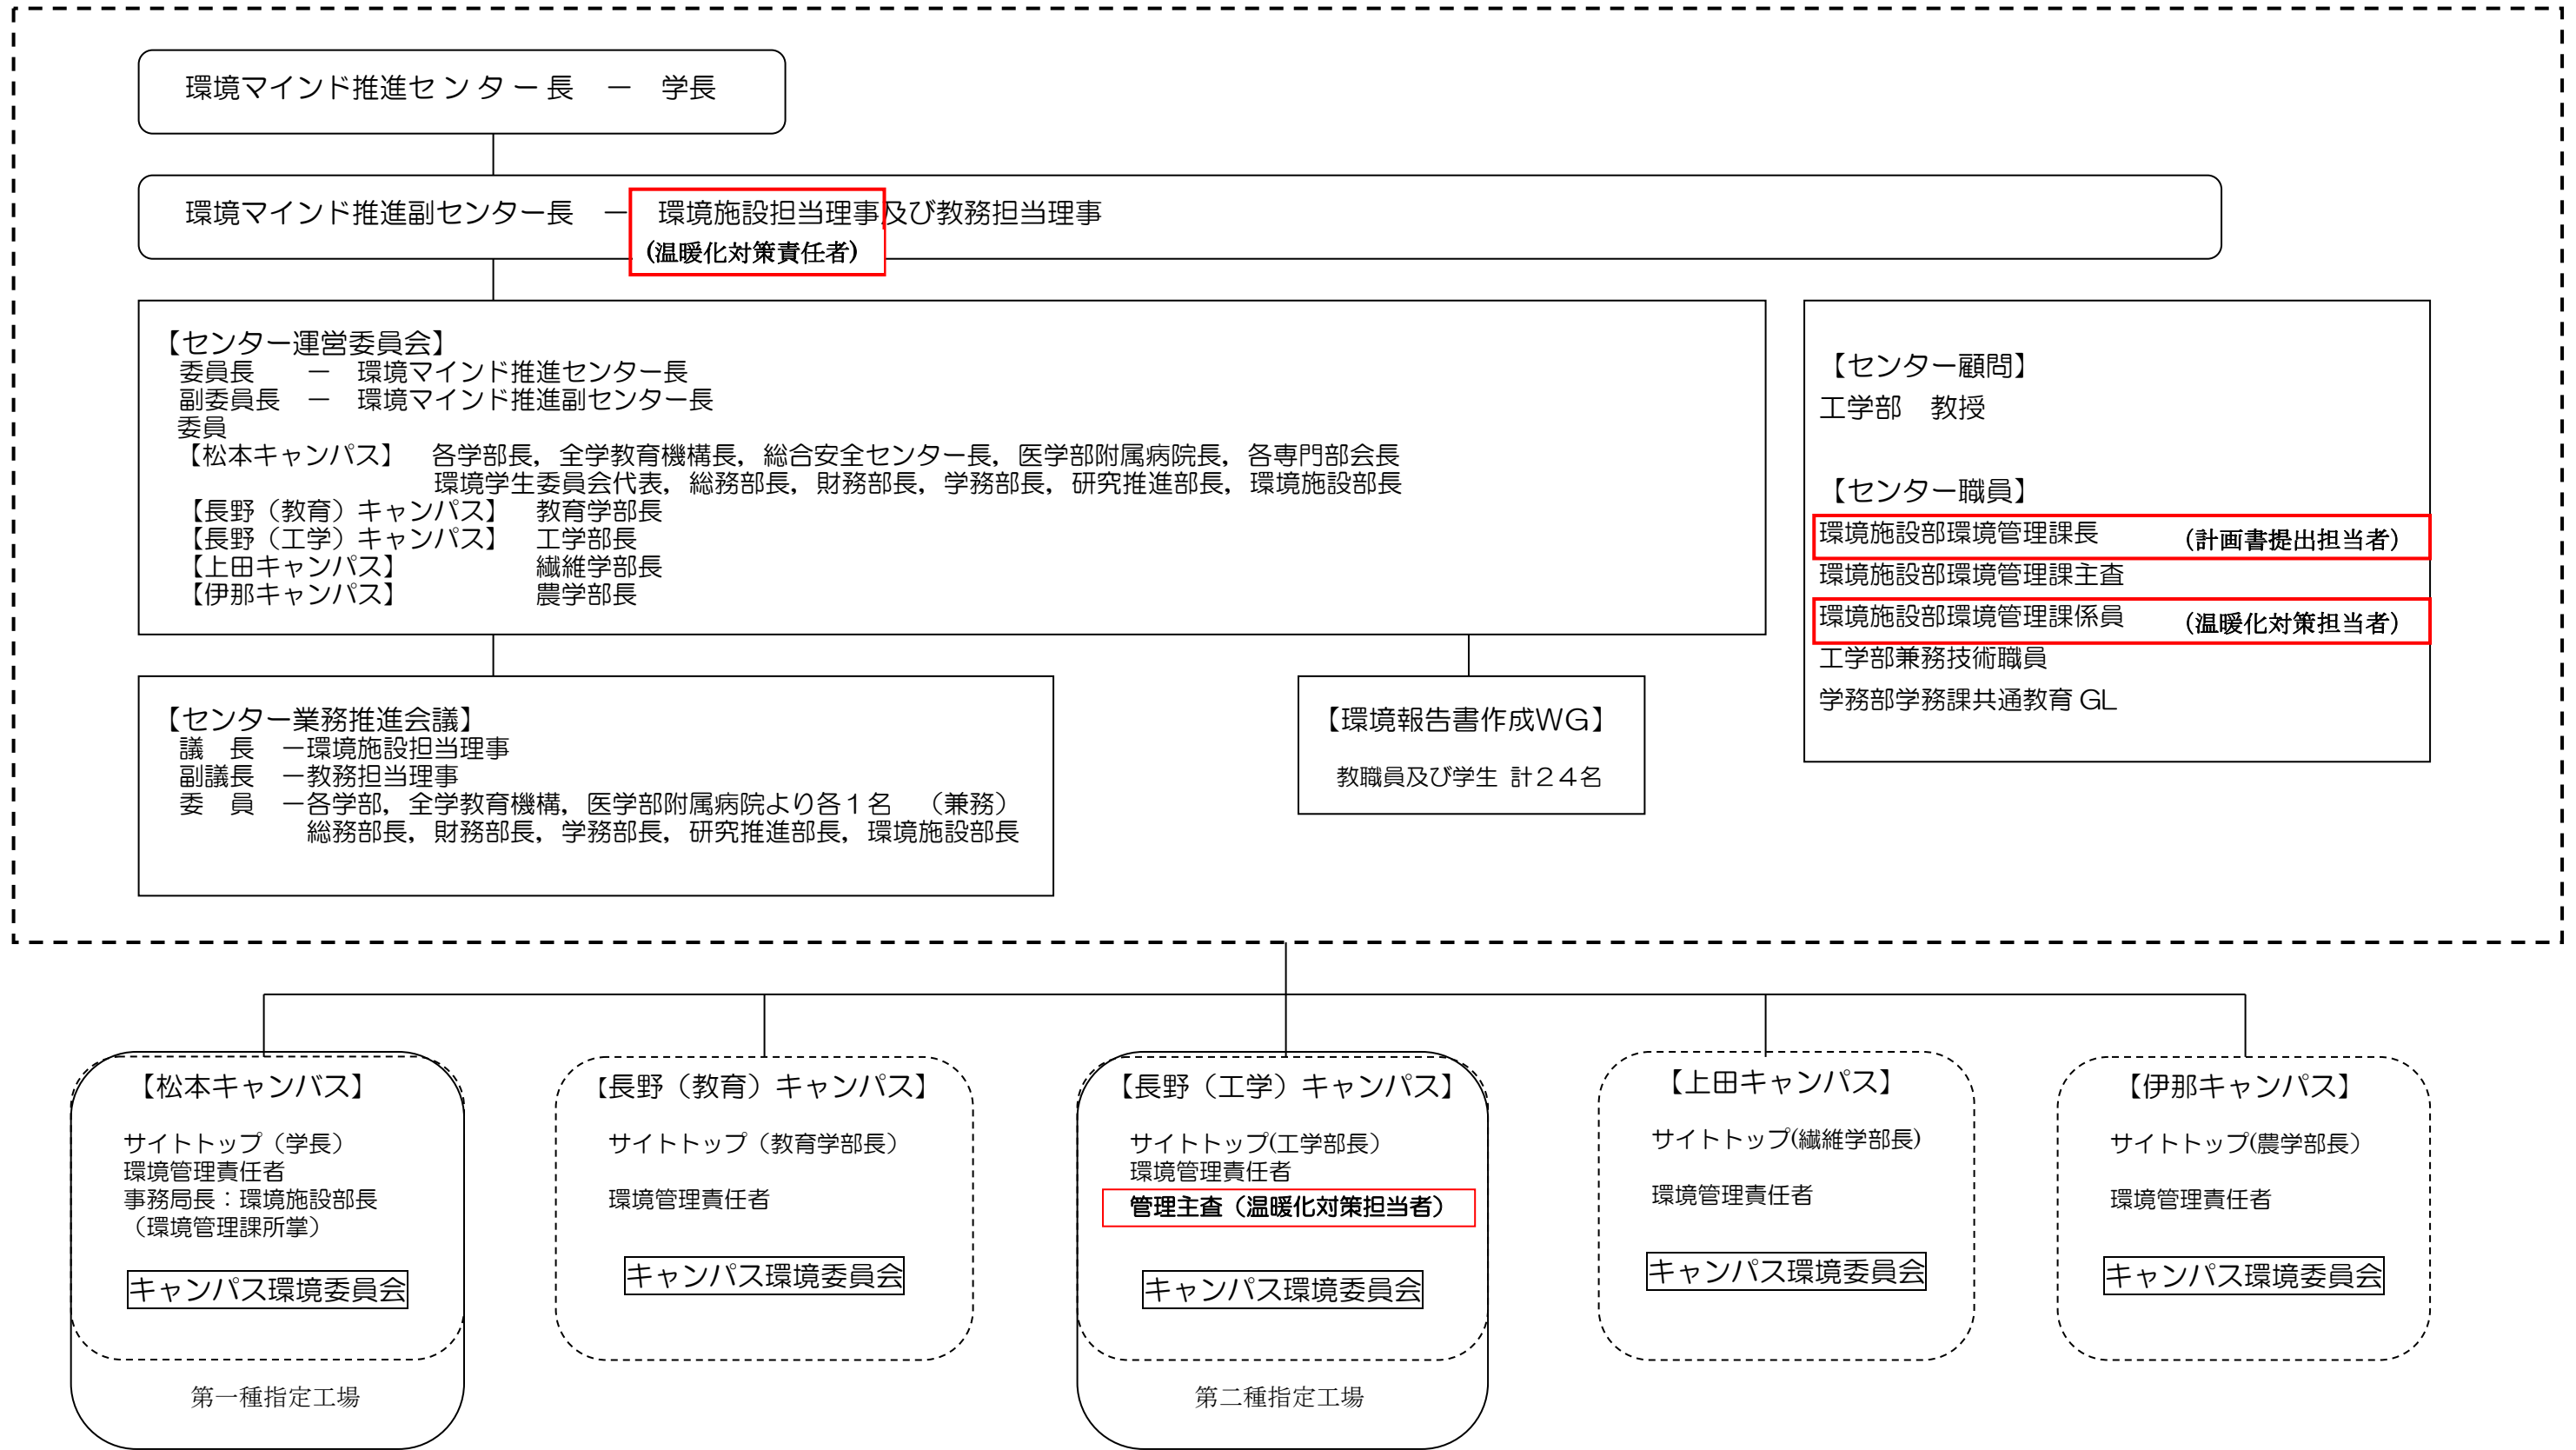 環境マインド推進センター長　－　学長
環境マインド推進副センター長　－　環境施設担当理事及び教務担当理事
(温暖化対策責任者)
【センター運営委員会】
委員長　　－　環境マインド推進センター長
副委員長　－　環境マインド推進副センター長
委員
【松本キャンパス】　各学部長，全学教育機構長，総合安全センター長，医学部附属病院長，各専門部会長
環境学生委員会代表，総務部長，財務部長，学務部長，研究推進部長，環境施設部長
【長野（教育）キャンパス】　教育学部長
【長野（工学）キャンパス】　工学部長
【上田キャンパス】　繊維学部長
【伊那キャンパス】　農学部長
【センター顧問】
工学部　教授
【センター職員】
環境施設部環境管理課長　（計画書提出担当者）
環境施設部環境管理課主査
環境施設部環境管理課係員　（温暖化対策担当者）
工学部兼務技術職員
学務部学務課共通教育 GL
【センター業務推進会議】
議　長　－環境施設担当理事
副議長　－教務担当理事
委　員　－各学部，全学教育機構，医学部附属病院より各１名　（兼務）
総務部長，財務部長，学務部長，研究推進部長，環境施設部長
【環境報告書作成ＷＧ】
教職員及び学生 計２４名
【松本キャンパス】
サイトトップ（学長）
環境管理責任者
事務局長：環境施設部長
（環境管理課所掌）
キャンパス環境委員会
第一種指定工場
【長野（教育）キャンパス】
サイトトップ（教育学部長）
環境管理責任者
キャンパス環境委員会
【長野（工学）キャンパス】
サイトトップ(工学部長）
環境管理責任者
管理主査（温暖化対策担当者）
キャンパス環境委員会
第二種指定工場
【上田キャンパス】
サイトトップ(繊維学部長)
環境管理責任者
キャンパス環境委員会
【伊那キャンパス】
サイトトップ(農学部長）
環境管理責任者
キャンパス環境委員会